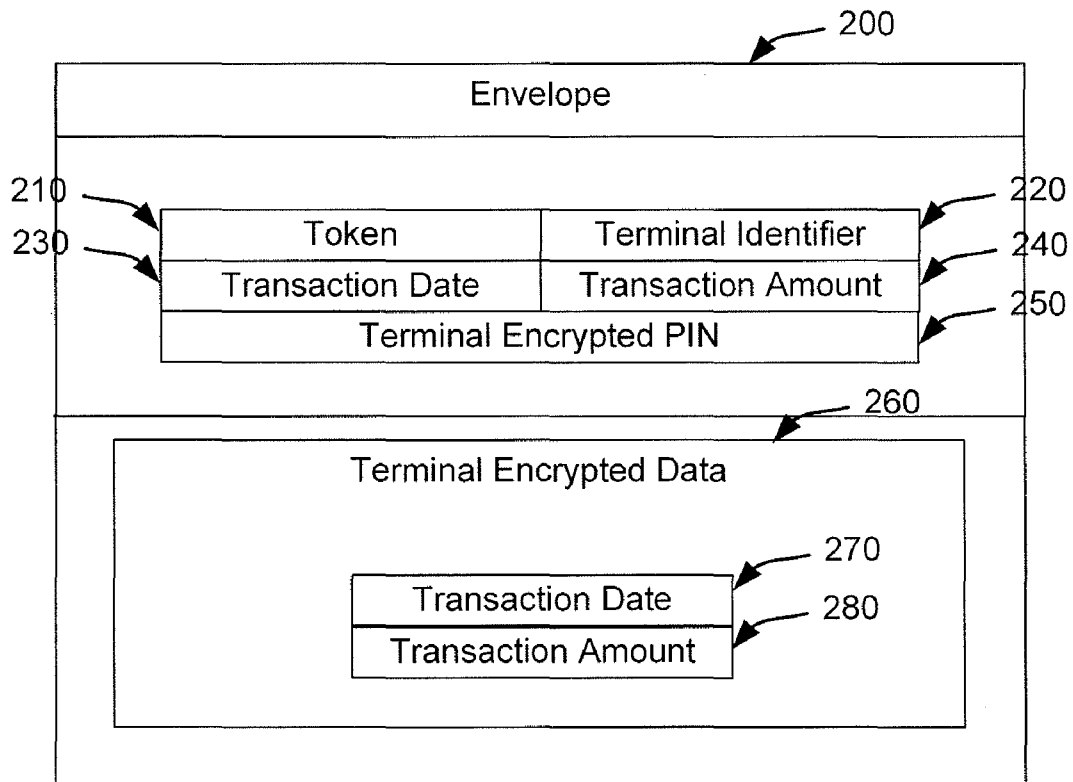 200
Envelope
210
220
Token Terminal Identifier
230
240
Transaction Date Transaction Amount
250
Terminal Encrypted PIN
260
Terminal Encrypted Data
270
Transaction Date
280
Transaction Amount